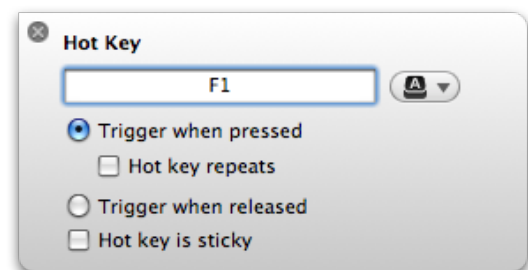 Hot Key
F1
A
Trigger when pressed
Hot key repeats
Trigger when released
Hot key is sticky